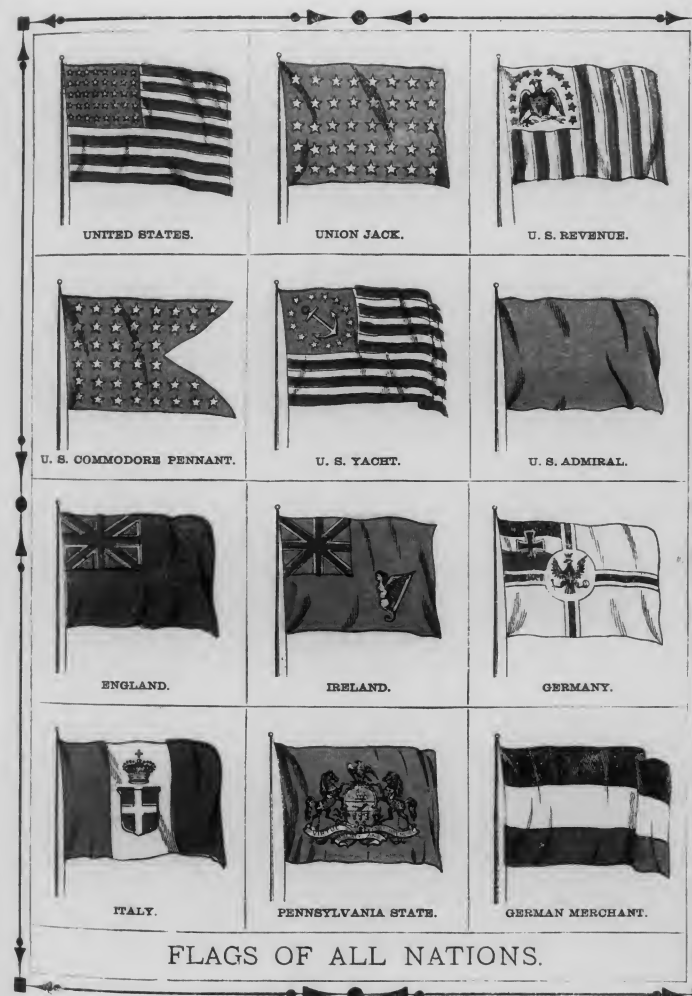 UNITED STATES.
UNION JACK.
U. S. REVENUE.
U. S. COMMODORE PENNANT.
U. S. YACHT.
U. S. ADMIRAL.
ENGLAND.
IRELAND.
GERMANY.
ITALY.
VIRTUE
PENNSYLVANIA STATE.
GERMAN MERCHANT.
FLAGS OF ALL NATIONS.